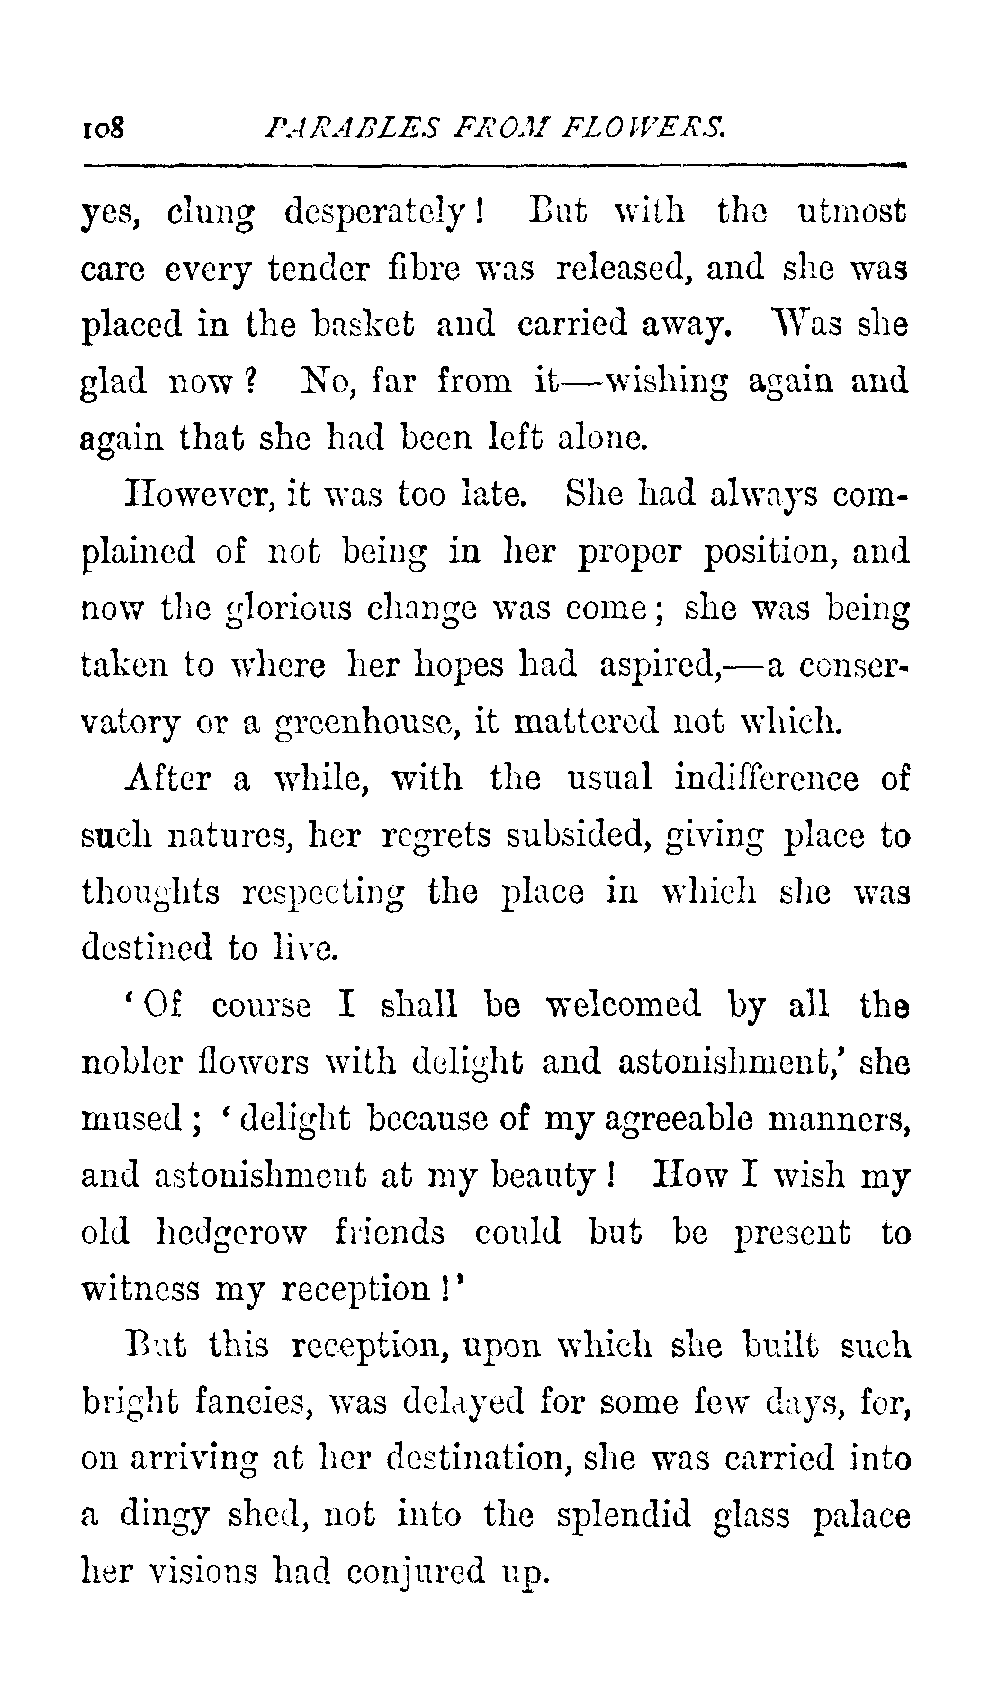 108 PARABLES FROM FLOWERS.
yes, clung desperately! But with the utmost
care every tender fibre was released, and she was
placed in the basket and carried away. Was she
glad now? No, far from it—wishing again and
again that she had been left alone.
However, it was too late. She had always com-
plained of not being in her proper position, and
now the glorious change was come; she was being
taken to where her hopes had aspired,—a conser-
vatory or a greenhouse, it mattered not which.
After a while, with the usual indifference of
such natures, her regrets subsided, giving place to
thoughts respecting the place in which she was
destined to live.
'Of course I shall be welcomed by all the
nobler flowers with delight and astonishment,' she
mused; 'delight because of my agreeable manners,
and astonishment at my beauty! How I wish my
old hedgerow friends could but be present to
witness my reception!'
But this reception, upon which she built such
bright fancies, was delayed for some few days, for,
on arriving at her destination, she was carried into
a dingy shed, not into the splendid glass palace
her visions had conjured up.